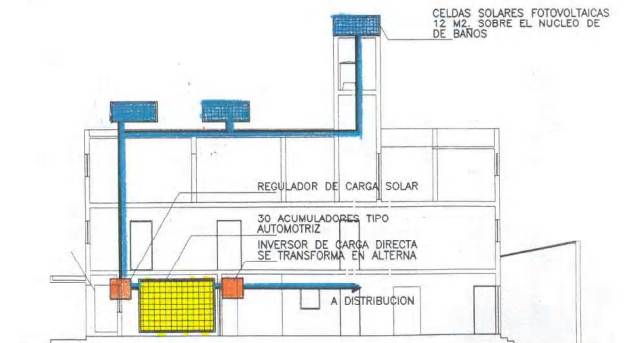 CELDAS SOLARES FOTOVOLTAICAS
12 M2. SOBRE EL NUCLEO DE
DE BAÑOS
REGULADOR DE CARGA SOLAR
30 ACUMULADORES TIPO
AUTOMOTRIZ
INVERSOR DE CARGA DIRECTA
SE TRANSFORMA EN ALTERNA
A DISTRIBUCION